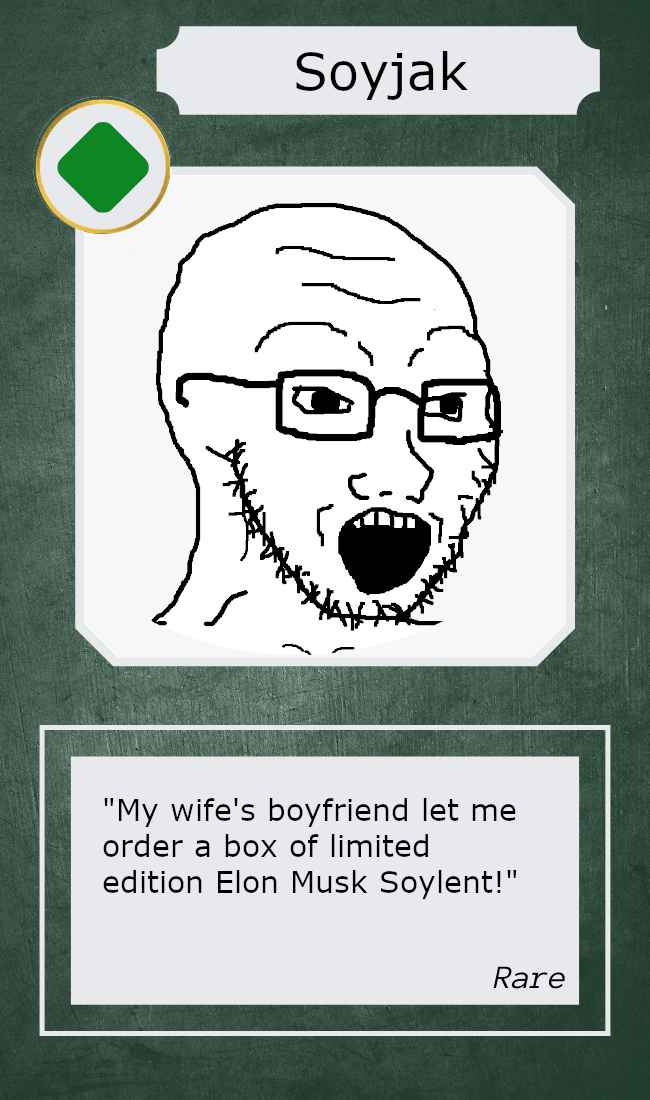 Soyjak
"My wife's boyfriend let me
order a box of limited
edition Elon Musk Soylent!"
Rare